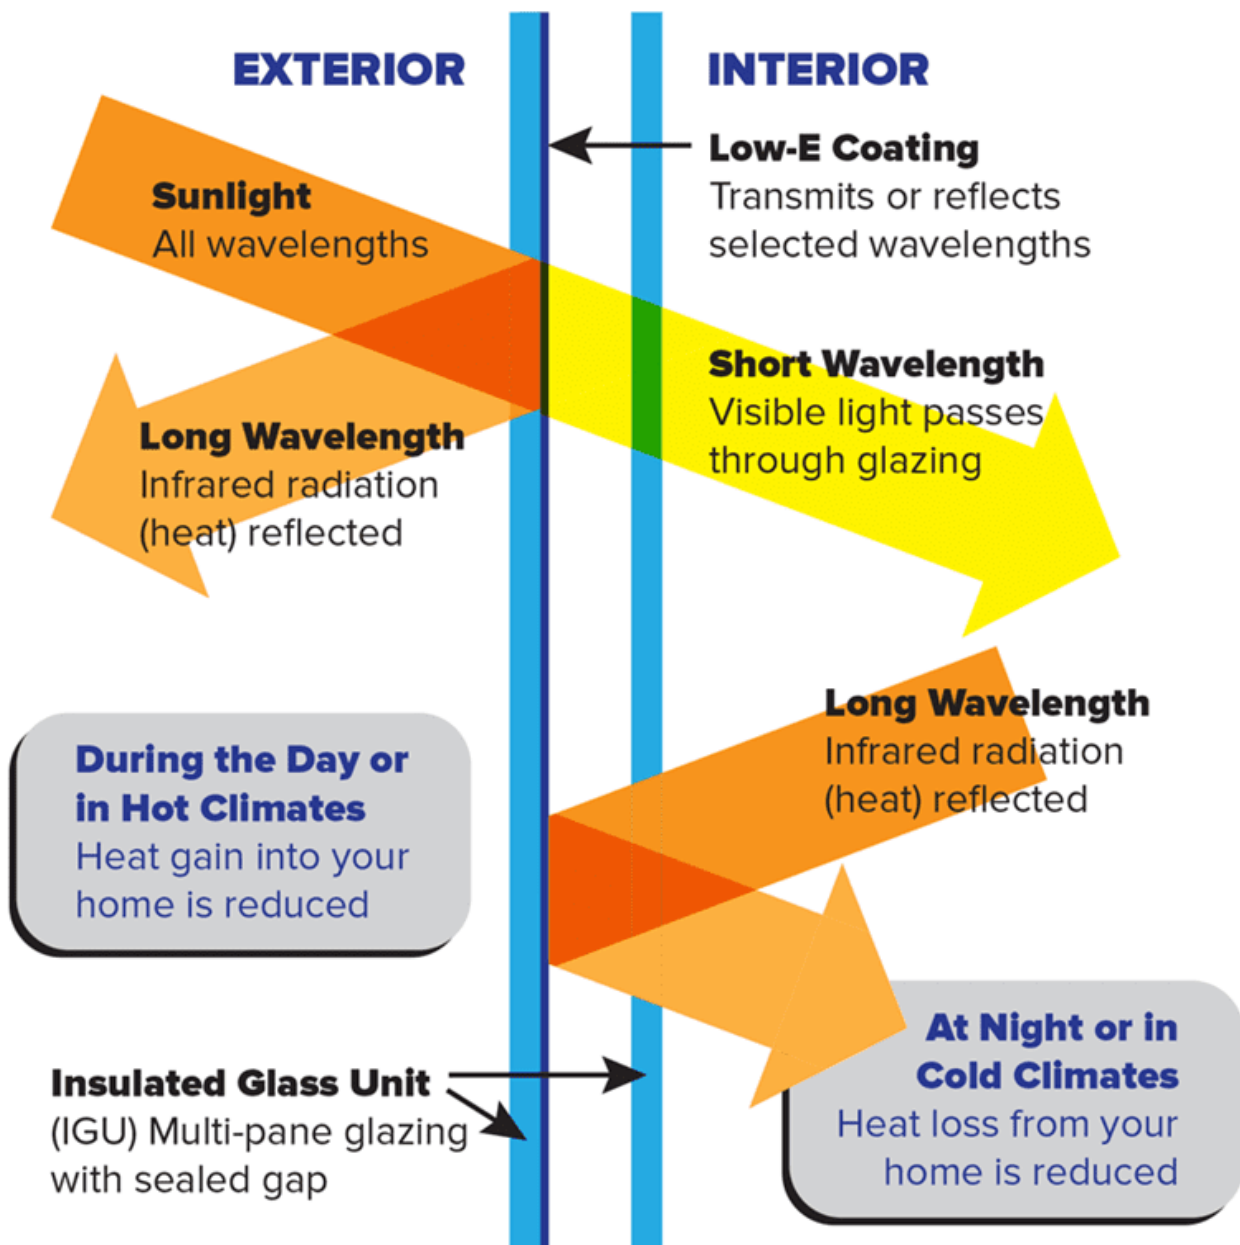 EXTERIOR
INTERIOR
Low-E Coating
Transmits or reflects
selected wavelengths
Sunlight
All wavelengths
Short Wavelength
Visible light passes
through glazing
Long Wavelength
Infrared radiation
(heat) reflected
Long Wavelength
Infrared radiation
(heat) reflected
During the Day or
in Hot Climates
Heat gain into your
home is reduced
At Night or in
Cold Climates
Heat loss from your
home is reduced
Insulated Glass Unit
(IGU) Multi-pane glazing
with sealed gap